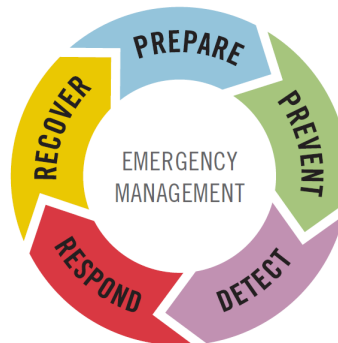 PREPARE
PREVENT
DETECT
RESPOND
RECOVER
EMERGENCY
MANAGEMENT